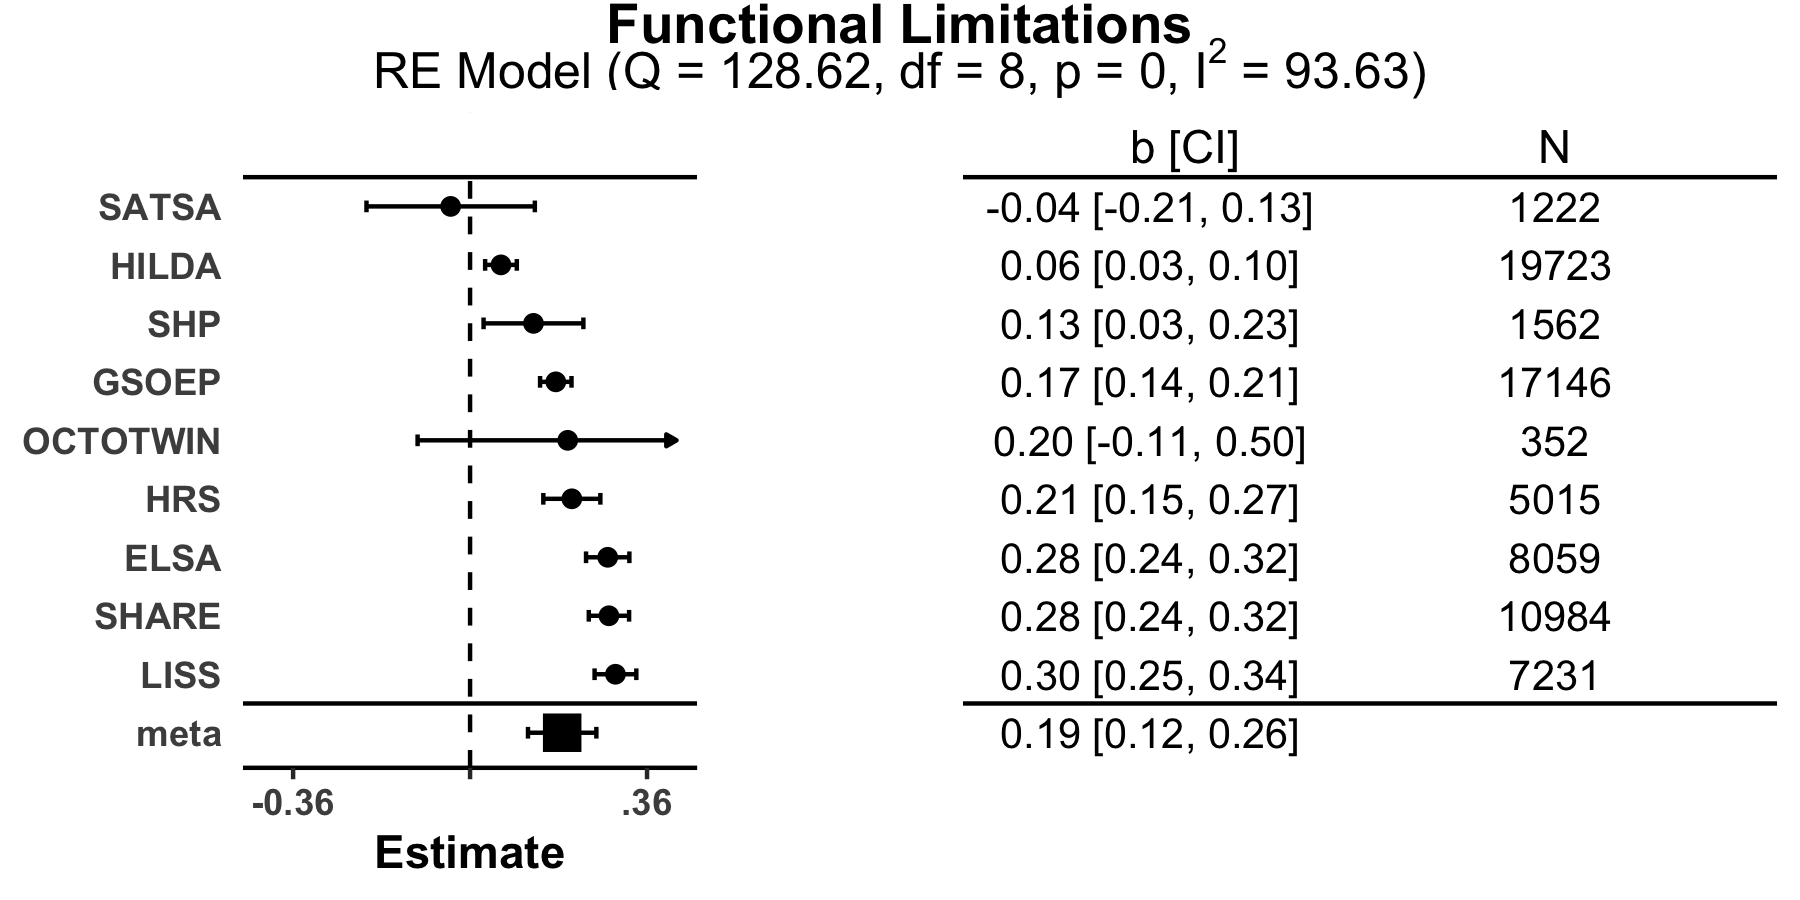 Functional Limitations
RE Model (Q = 128.62, df = 8, p = 0, I² = 93.63)
b [CI] N
SATSA -0.04 [-0.21, 0.13] 1222
HILDA 0.06 [0.03, 0.10] 19723
SHP 0.13 [0.03, 0.23] 1562
GSOEP 0.17 [0.14, 0.21] 17146
OCTOTWIN 0.20 [-0.11, 0.50] 352
HRS 0.21 [0.15, 0.27] 5015
ELSA 0.28 [0.24, 0.32] 8059
SHARE 0.28 [0.24, 0.32] 10984
LISS 0.30 [0.25, 0.34] 7231
meta 0.19 [0.12, 0.26]
-0.36 .36
Estimate